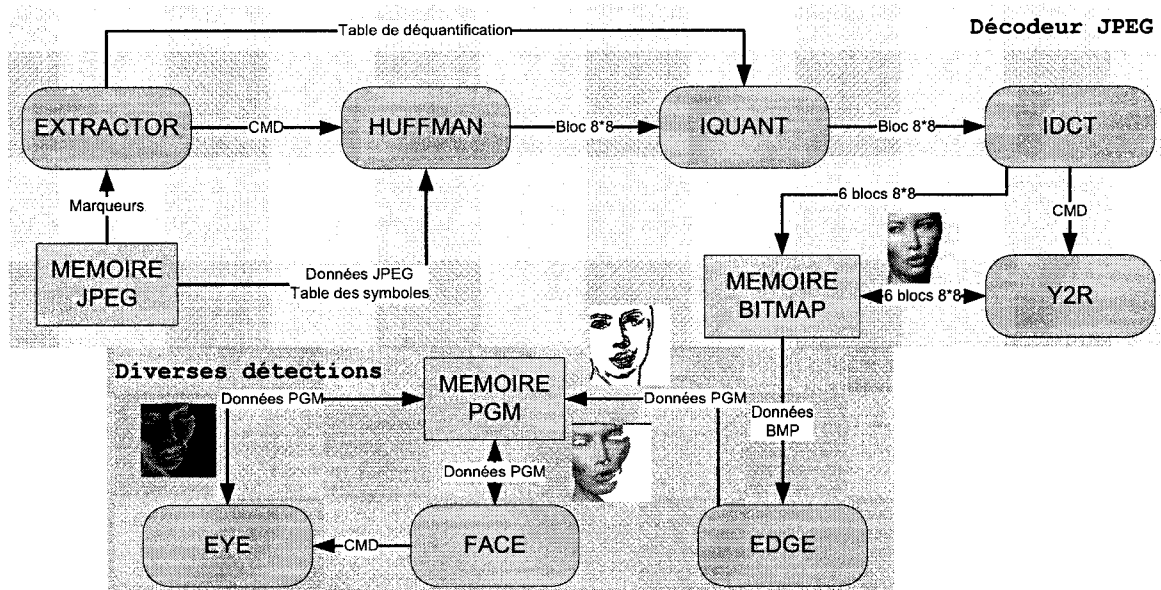 Table de déquantification
Décodeur JPEG
EXTRACTOR
CMD
HUFFMAN
Bloc 8*8
IQUANT
Bloc 8*8
IDCT
Marqueurs
6 blocs 8*8
CMD
MEMOIRE
JPEG
Données JPEG
Table des symboles
MEMOIRE
BITMAP
6 blocs 8*8
Y2R
Diverses détections
Données PGM
MEMOIRE
PGM
Données PGM
Données
BMP
Données PGM
EYE
CMD
FACE
EDGE